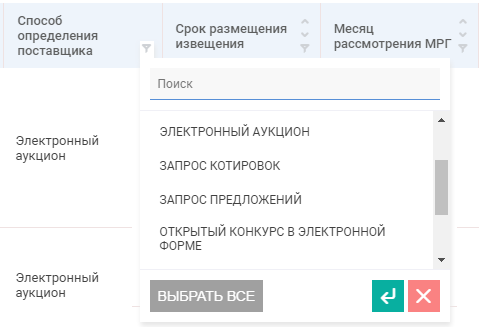 Способ
определения
поставщика
Срок размещения
извещения
Месяц
рассмотрения МРГ
Поиск
ЭЛЕКТРОННЫЙ АУКЦИОН
ЗАПРОС КОТИРОВОК
ЗАПРОС ПРЕДЛОЖЕНИЙ
ОТКРЫТЫЙ КОНКУРС В ЭЛЕКТРОННОЙ
ФОРМЕ
ВЫБРАТЬ ВСЕ
Электронный
аукцион
Электронный
аукцион